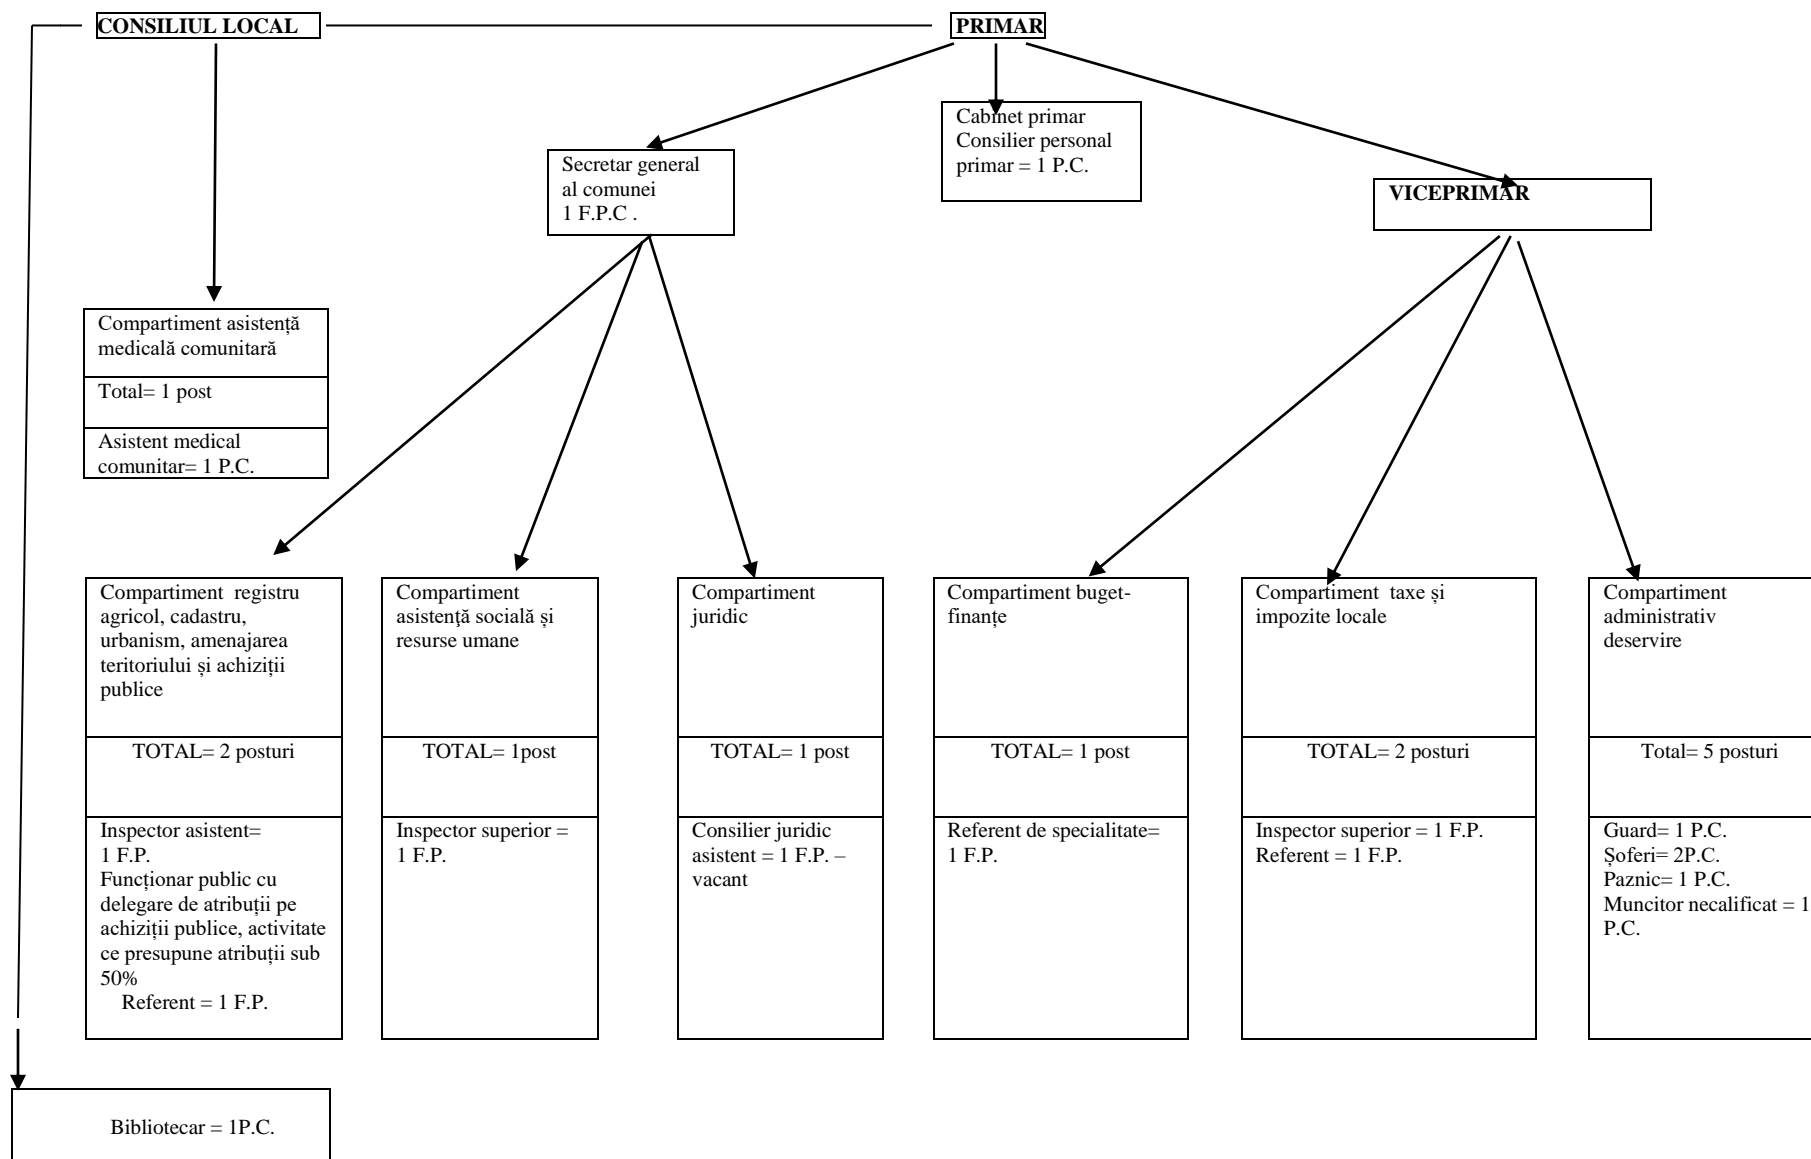 CONSILIUL LOCAL
PRIMAR
Cabinet primar
Consilier personal
primar = 1 P.C.
Secretar general
al comunei
1 F.P.C .
VICEPRIMAR
Compartiment asistență
medicală comunitară
Total= 1 post
Asistent medical
comunitar= 1 P.C.
Compartiment  registru
agricol, cadastru,
urbanism, amenajarea
teritoriului și achiziții
publice
TOTAL= 2 posturi
Inspector asistent=
1 F.P.
Funcționar public cu
delegare de atribuții pe
achiziții publice, activitate
ce presupune atribuții sub
50%
Referent = 1 F.P.
Compartiment
asistenţă socială și
resurse umane
TOTAL= 1post
Inspector superior =
1 F.P.
Compartiment
juridic
TOTAL= 1 post
Consilier juridic
asistent = 1 F.P. –
vacant
Compartiment buget-
finanțe
TOTAL= 1 post
Referent de specialitate=
1 F.P.
Compartiment  taxe și
impozite locale
TOTAL= 2 posturi
Inspector superior = 1 F.P.
Referent = 1 F.P.
Compartiment
administrativ
deservire
Total= 5 posturi
Guard= 1 P.C.
Șoferi= 2P.C.
Paznic= 1 P.C.
Muncitor necalificat = 1
P.C.
Bibliotecar = 1P.C.